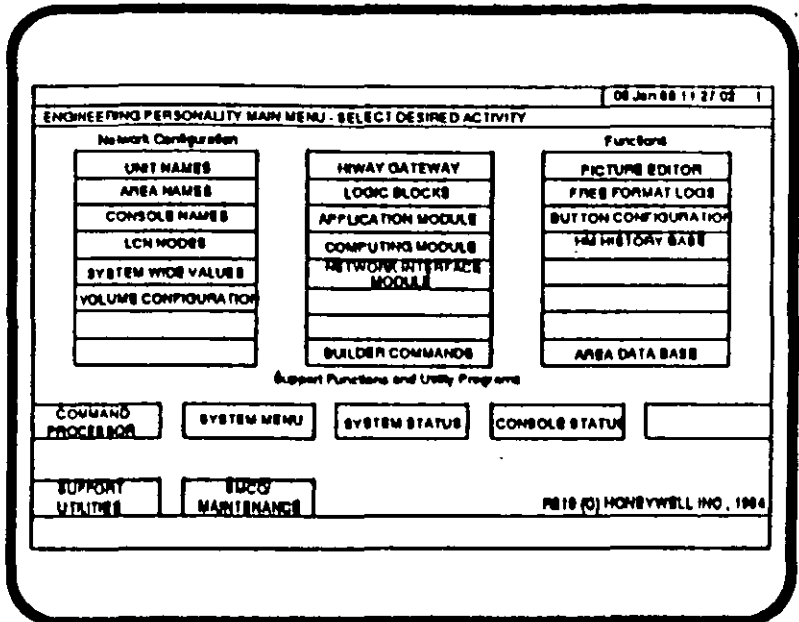 08 Jan 88 11 27 02 1
ENGINEERING PERSONALITY MAIN MENU - SELECT DESIRED ACTIVITY
Network Configuration
UNIT NAMES
AREA NAMES
CONSOLE NAMES
LCN NODES
SYSTEM WIDE VALUES
VOLUME CONFIGURATION
HIWAY GATEWAY
LOGIC BLOCKS
APPLICATION MODULE
COMPUTING MODULE
NETWORK INTERFACE
MODULE
BUILDER COMMANDS
Functions
PICTURE EDITOR
FREE FORMAT LOGS
BUTTON CONFIGURATION
HM HISTORY BASE
AREA DATA BASE
Support Functions and Utility Programs
COMMAND
PROCESSOR
SYSTEM MENU
SYSTEM STATUS
CONSOLE STATUS
SUPPORT
UTILITIES
SMCC/
MAINTENANCE
HONEYWELL INC., 1984